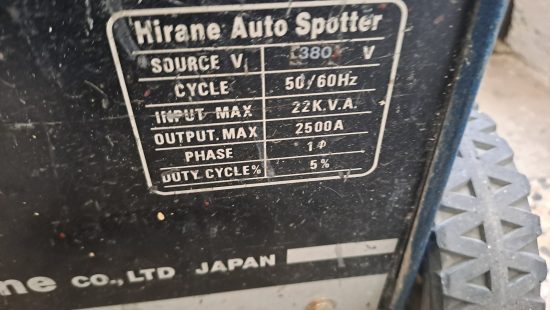 Hirane Auto Spotter
SOURCE V 380 V
CYCLE 50/60Hz
INPUT MAX 22K.V.A.
OUTPUT.MAX 2500A
PHASE 1Φ
DUTY CYCLE% 5%
ne CO.,LTD JAPAN